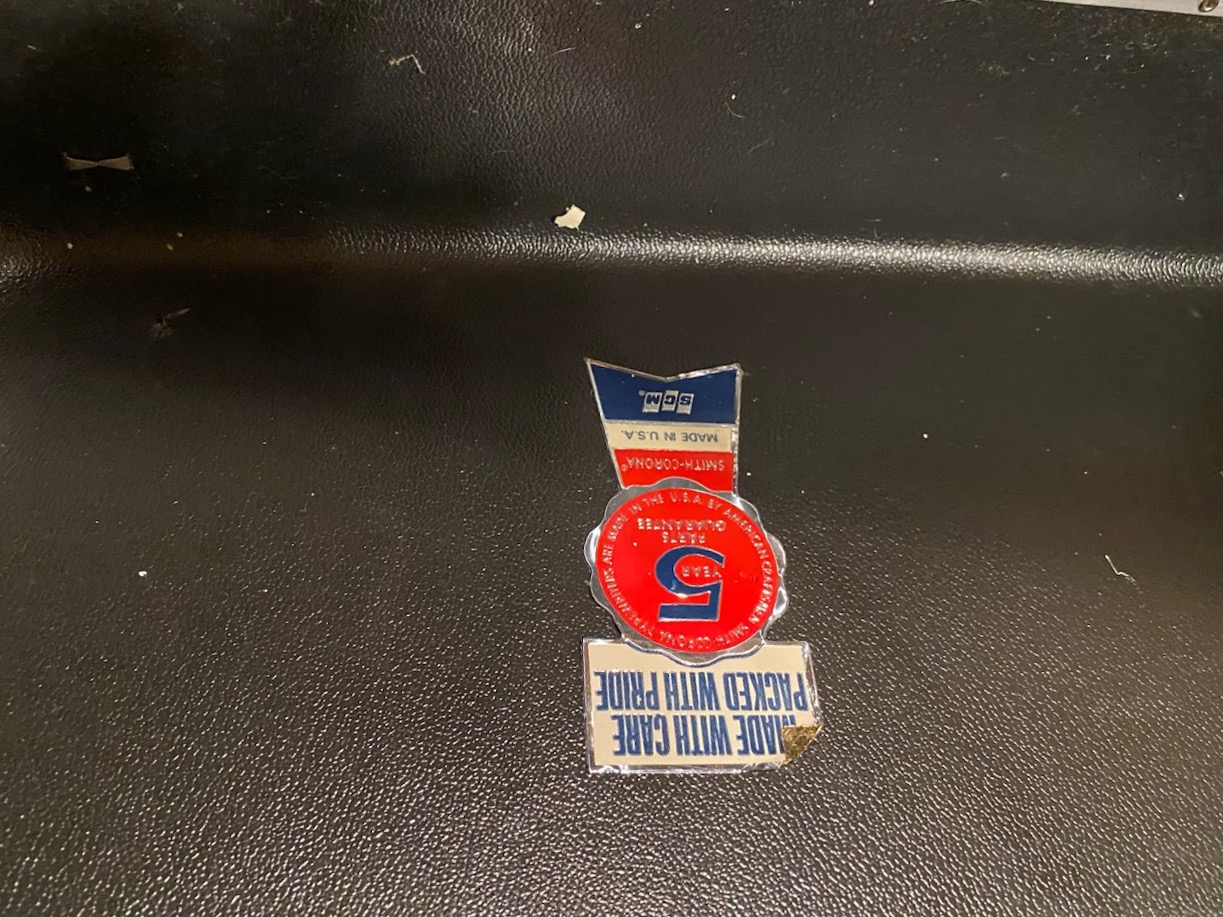 MADE WITH CARE
PACKED WITH PRIDE
SMITH-CORONA TYPEWRITERS ARE MADE IN THE U.S.A. BY AMERICAN CRAFTSMEN
5
YEAR
PARTS
GUARANTEE
SMITH-CORONA®
MADE IN U.S.A.
SCM®